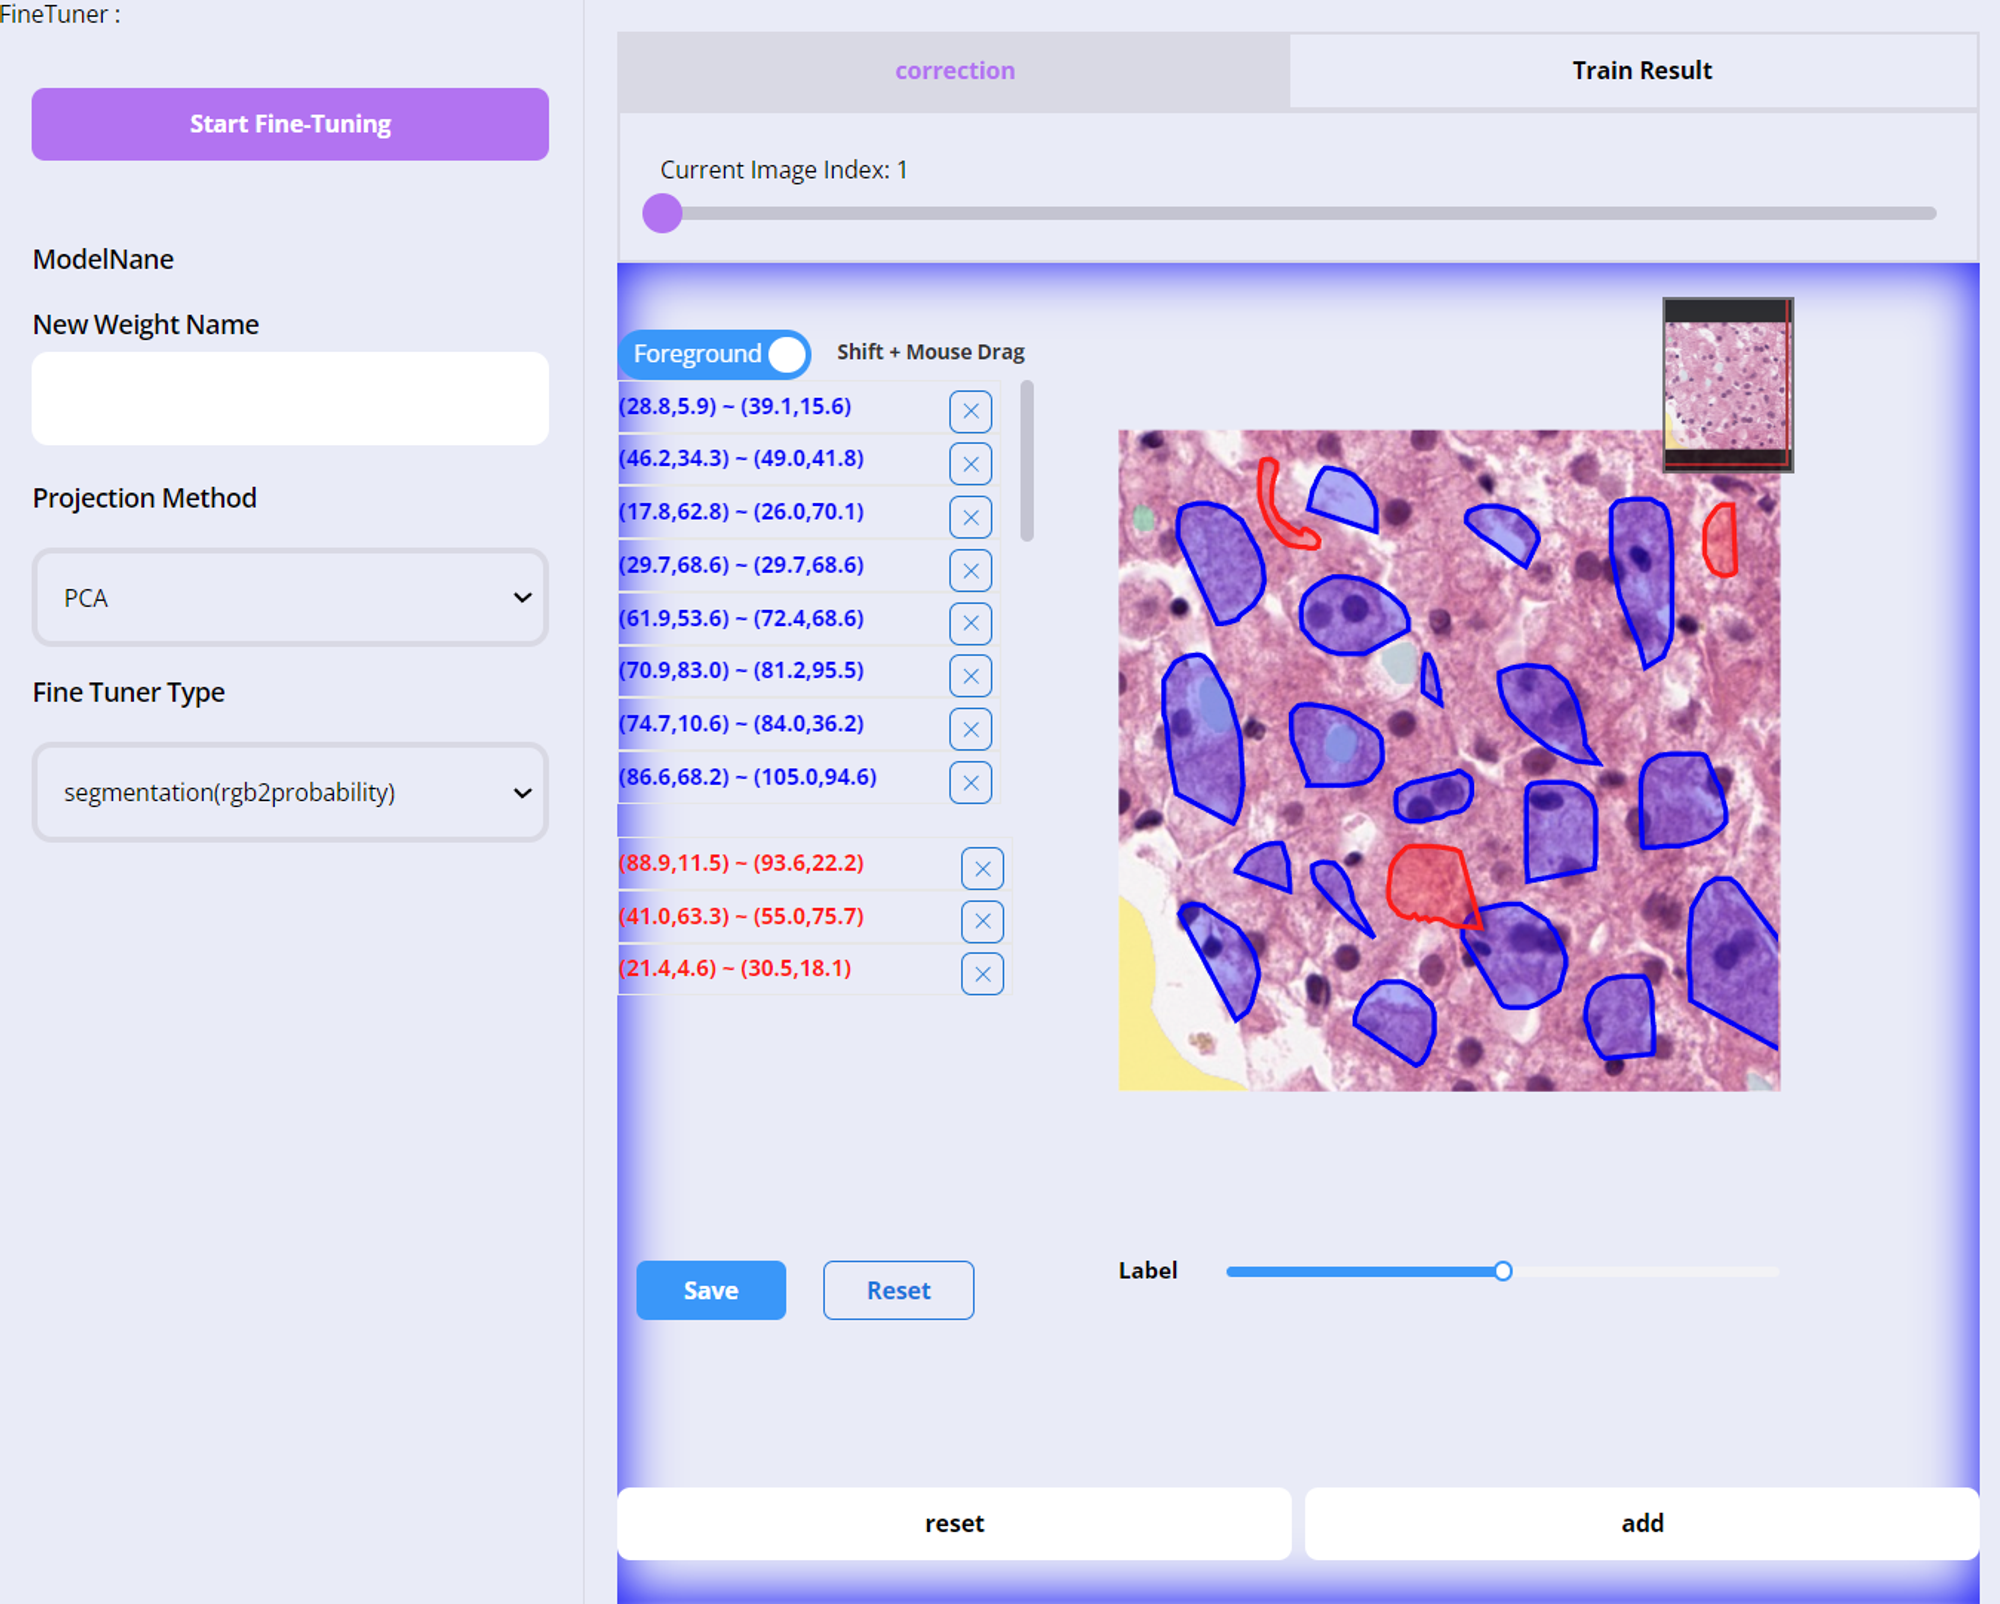 FineTuner :
Start Fine-Tuning
ModelNane
New Weight Name
Projection Method
PCA
Fine Tuner Type
segmentation(rgb2probability)
correction
Train Result
Current Image Index: 1
Foreground
Shift + Mouse Drag
(28.8,5.9) ~ (39.1,15.6)
(46.2,34.3) ~ (49.0,41.8)
(17.8,62.8) ~ (26.0,70.1)
(29.7,68.6) ~ (29.7,68.6)
(61.9,53.6) ~ (72.4,68.6)
(70.9,83.0) ~ (81.2,95.5)
(74.7,10.6) ~ (84.0,36.2)
(86.6,68.2) ~ (105.0,94.6)
(88.9,11.5) ~ (93.6,22.2)
(41.0,63.3) ~ (55.0,75.7)
(21.4,4.6) ~ (30.5,18.1)
Save
Reset
Label
reset
add